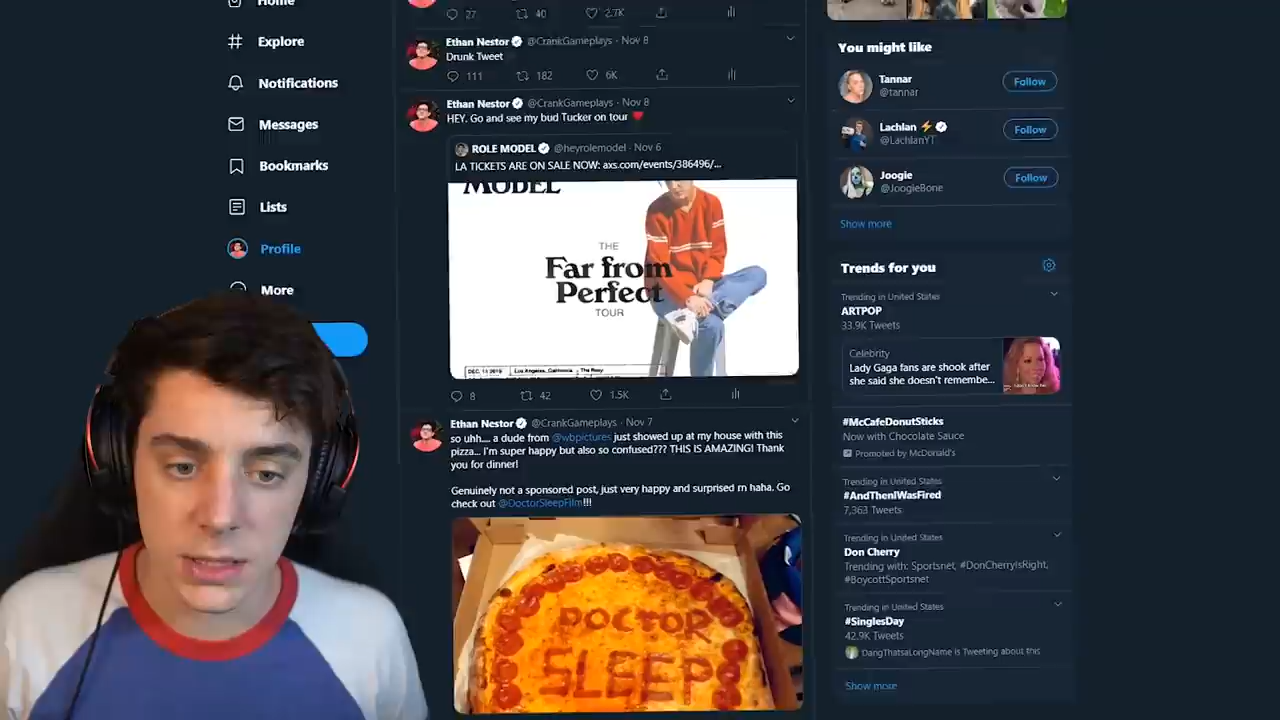 Home
Explore
Notifications
Messages
Bookmarks
Lists
Profile
More
27 40 2.7K
Ethan Nestor @CrankGameplays · Nov 8
Drunk Tweet
111 182 6K
Ethan Nestor @CrankGameplays · Nov 8
HEY. Go and see my bud Tucker on tour
ROLE MODEL @heyrolemodel · Nov 6
LA TICKETS ARE ON SALE NOW: axs.com/events/386496/...
MODEL
THE
Far from
Perfect
TOUR
DEC. 11 2019 Los Angeles, California - The Roxy
8 42 1.5K
Ethan Nestor @CrankGameplays · Nov 7
so uhh.... a dude from @wbpictures just showed up at my house with this
pizza... I'm super happy but also so confused??? THIS IS AMAZING! Thank
you for dinner!
Genuinely not a sponsored post, just very happy and surprised rn haha. Go
check out @DoctorSleepFilm!!!
DOCTOR
SLEEP
You might like
Tannar
@tannar
Follow
Lachlan
@LachlanYT
Follow
Joogie
@JoogieBone
Follow
Show more
Trends for you
Trending in United States
ARTPOP
33.9K Tweets
Celebrity
Lady Gaga fans are shook after
she said she doesn't remembe...
#McCafeDonutSticks
Now with Chocolate Sauce
Promoted by McDonald's
Trending in United States
#AndThenIWasFired
7,363 Tweets
Trending in United States
Don Cherry
Trending with: Sportsnet, #DonCherryIsRight,
#BoycottSportsnet
Trending in United States
#SinglesDay
42.9K Tweets
DangThatsaLongName is Tweeting about this
Show more